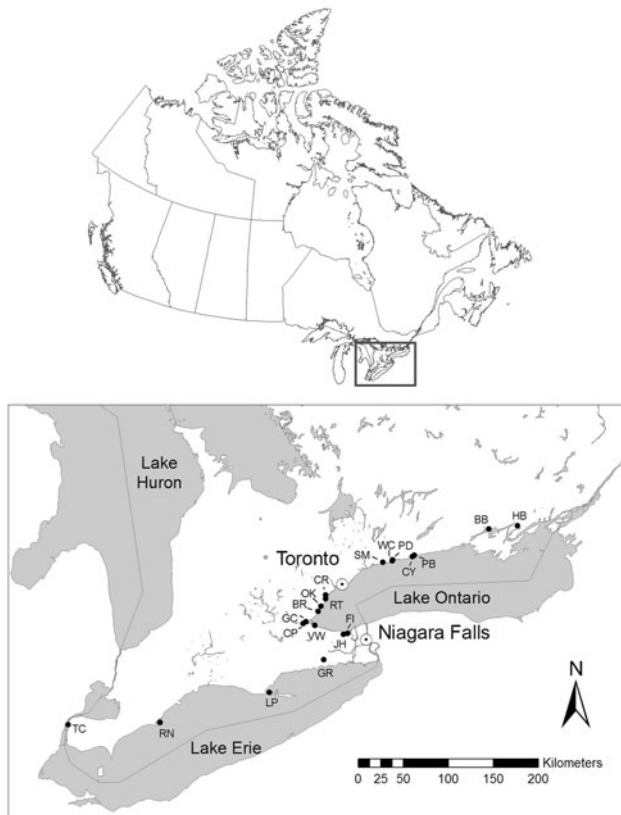 Lake
Huron
BB
HB
SM
WC
PD
CY
PB
Toronto
CR
OK
RT
BR
Lake Ontario
GC
CP
VW
FI
JH
Niagara Falls
GR
N
LP
TC
RN
Lake Erie
Kilometers
0 25 50 100 150 200